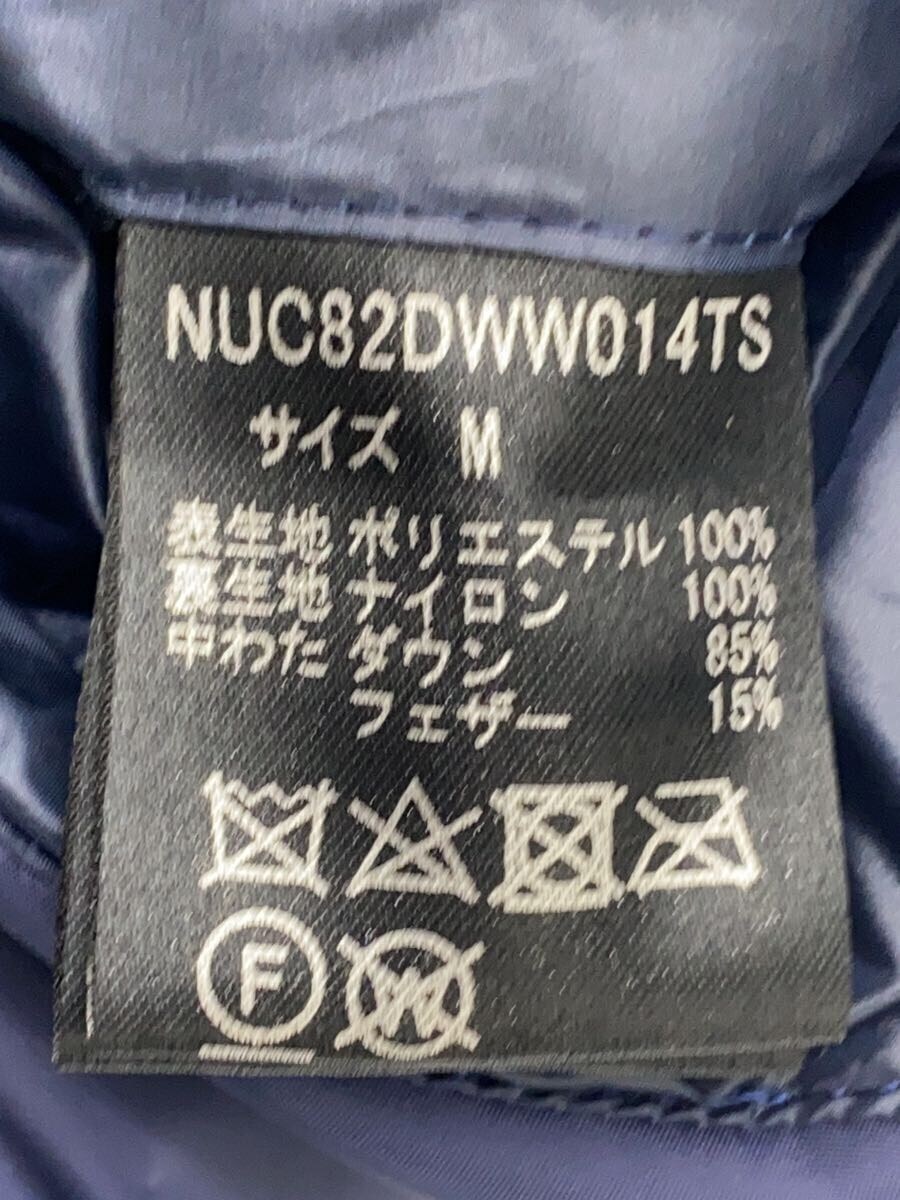 NUC82DWW014TS
サイズ M
表生地 ポリエステル 100%
裏生地 ナイロン 100%
中わた ダウン 85%
フェザー 15%
F W